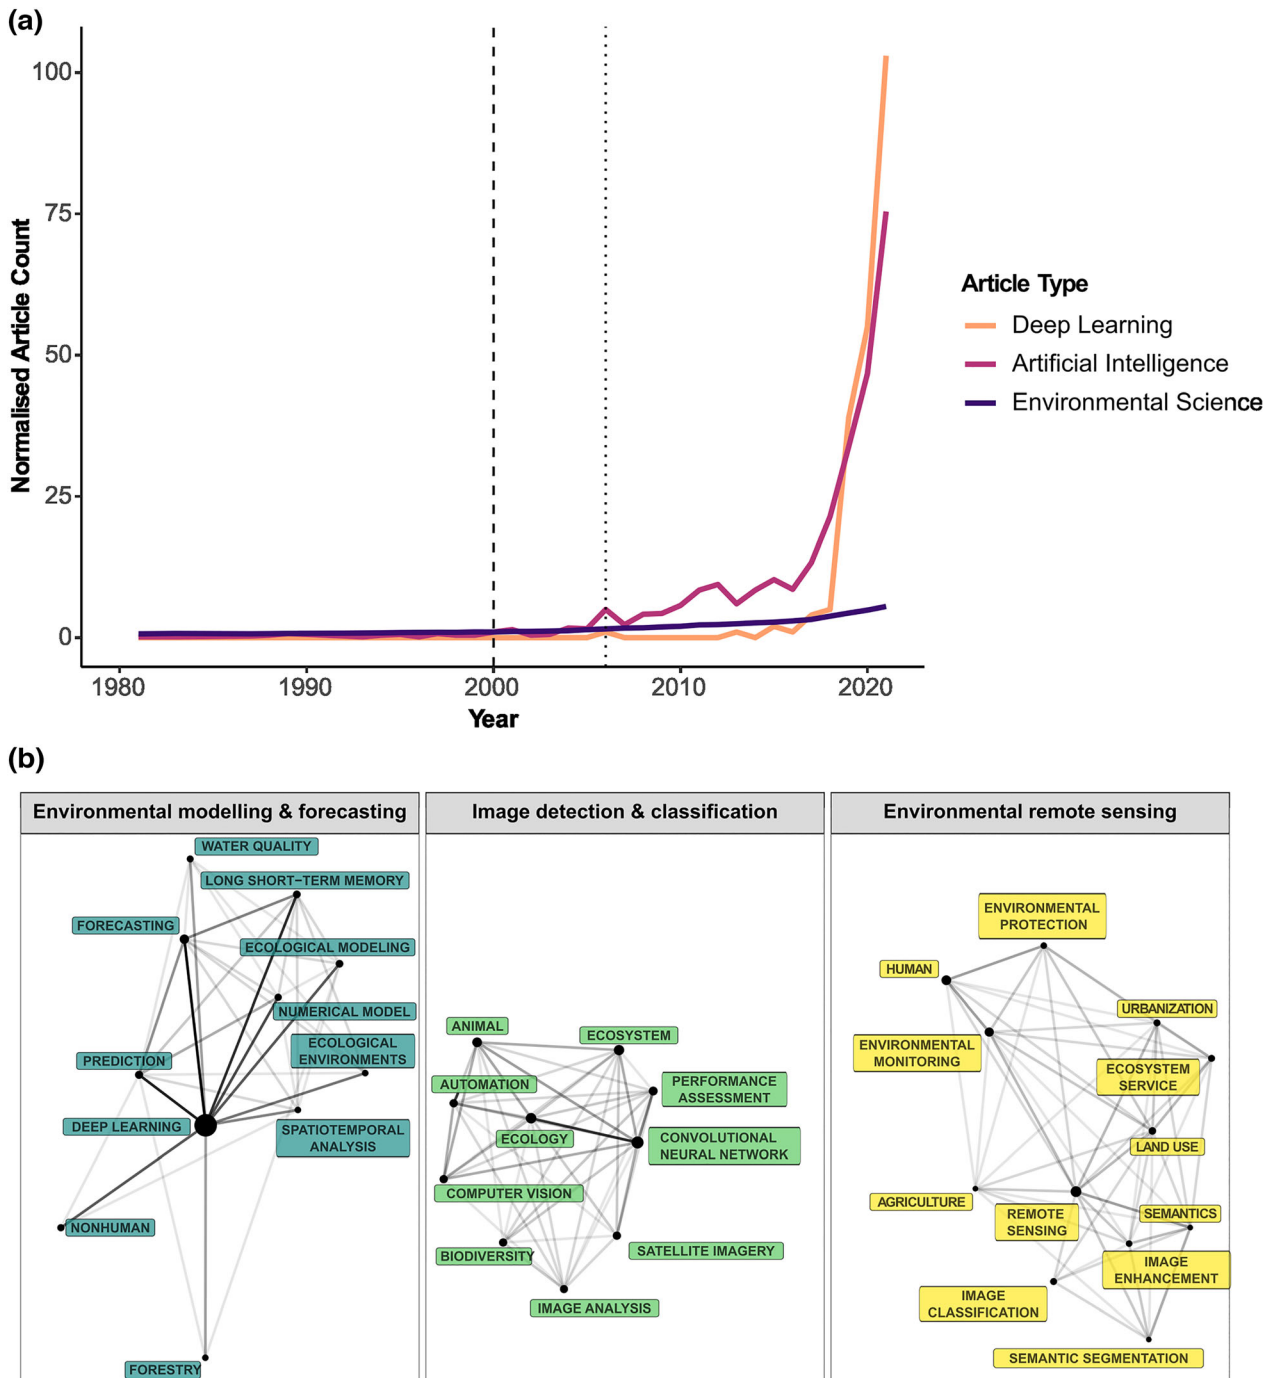 (a)
100
75
50
25
0
Normalised Article Count
1980
1990
2000
2010
2020
Year
Article Type
Deep Learning
Artificial Intelligence
Environmental Science
(b)
Environmental modelling & forecasting
WATER QUALITY
LONG SHORT−TERM MEMORY
FORECASTING
ECOLOGICAL MODELING
NUMERICAL MODEL
ECOLOGICAL
ENVIRONMENTS
PREDICTION
DEEP LEARNING
SPATIOTEMPORAL
ANALYSIS
NONHUMAN
FORESTRY
Image detection & classification
ANIMAL
ECOSYSTEM
AUTOMATION
PERFORMANCE
ASSESSMENT
ECOLOGY
CONVOLUTIONAL
NEURAL NETWORK
COMPUTER VISION
BIODIVERSITY
SATELLITE IMAGERY
IMAGE ANALYSIS
Environmental remote sensing
ENVIRONMENTAL
PROTECTION
HUMAN
URBANIZATION
ENVIRONMENTAL
MONITORING
ECOSYSTEM
SERVICE
LAND USE
AGRICULTURE
REMOTE
SENSING
SEMANTICS
IMAGE
ENHANCEMENT
IMAGE
CLASSIFICATION
SEMANTIC SEGMENTATION